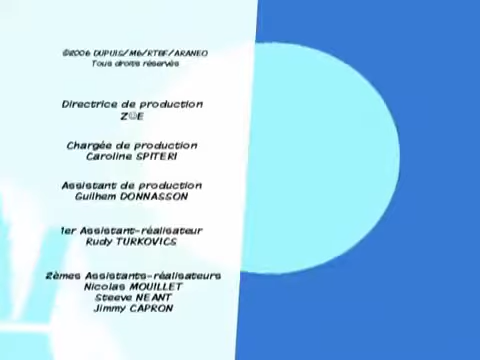 ©2006 DUPUIS/M6/RTBF/ARANEO
Tous droits réservés
Directrice de production
Z©E
Chargée de production
Caroline SPITERI
Assistant de production
Guilhem DONNASSON
1er Assistant-réalisateur
Rudy TURKOVICS
2èmes Assistants-réalisateurs
Nicolas MOUILLET
Steeve NEANT
Jimmy CAPRON